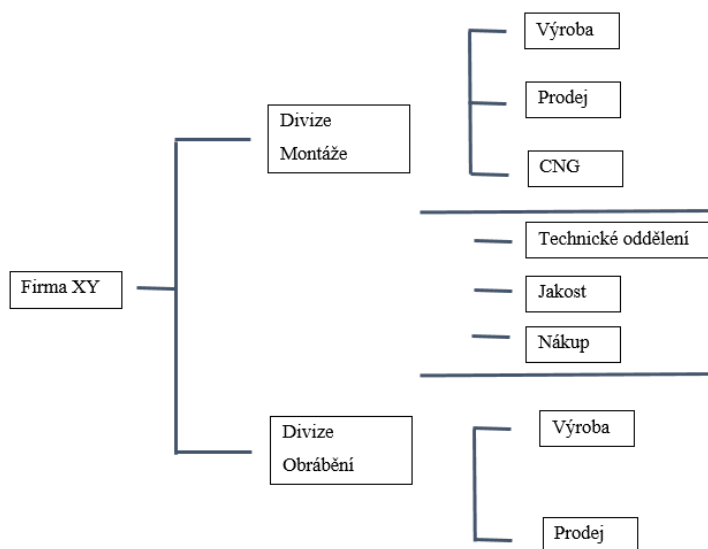 Výroba
Prodej
CNG
Divize
Montáže
Technické oddělení
Jakost
Nákup
Firma XY
Divize
Obrábění
Výroba
Prodej